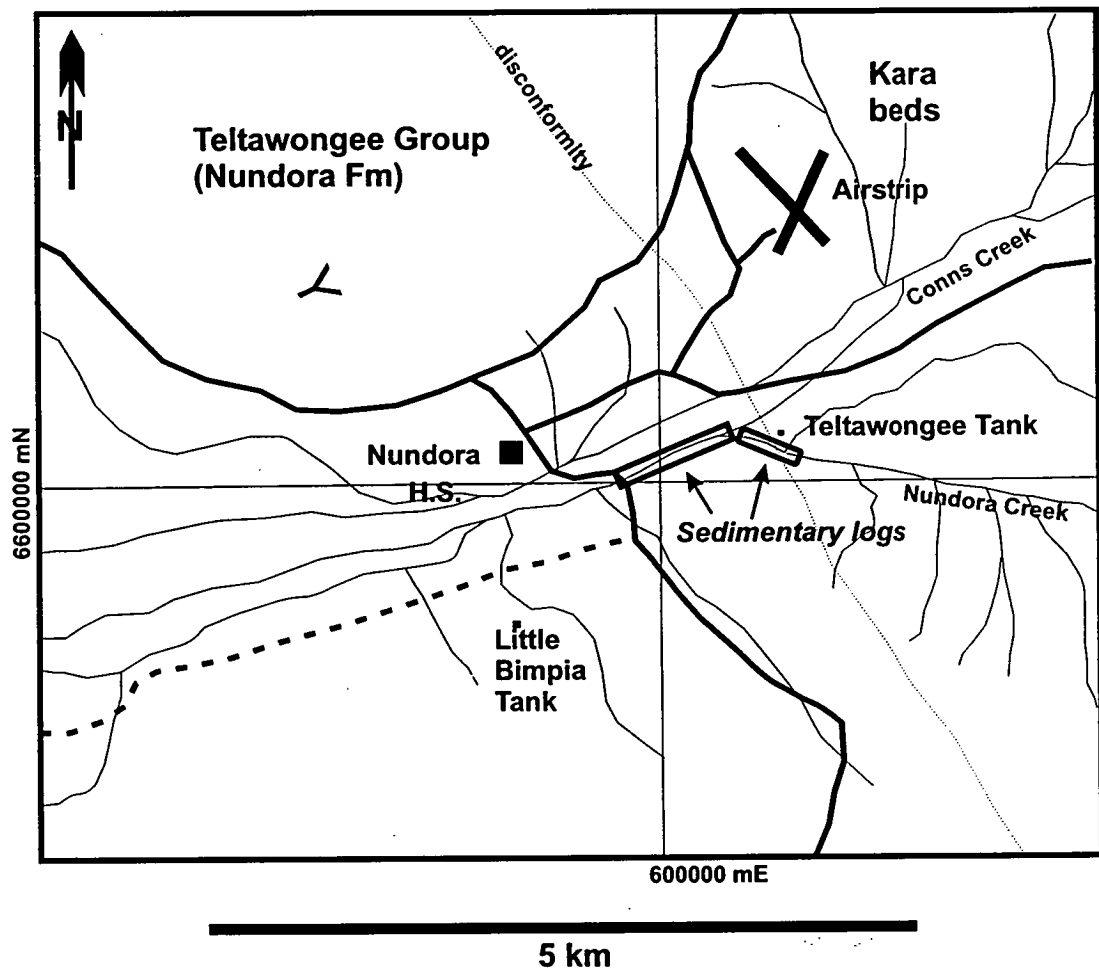 N
Teltawongee Group
(Nundora Fm)
disconformity
Kara
beds
Airstrip
Conns Creek
Teltawongee Tank
Nundora
H.S.
Nundora Creek
Sedimentary logs
6600000 mN
Little
Bimpia
Tank
600000 mE
5 km